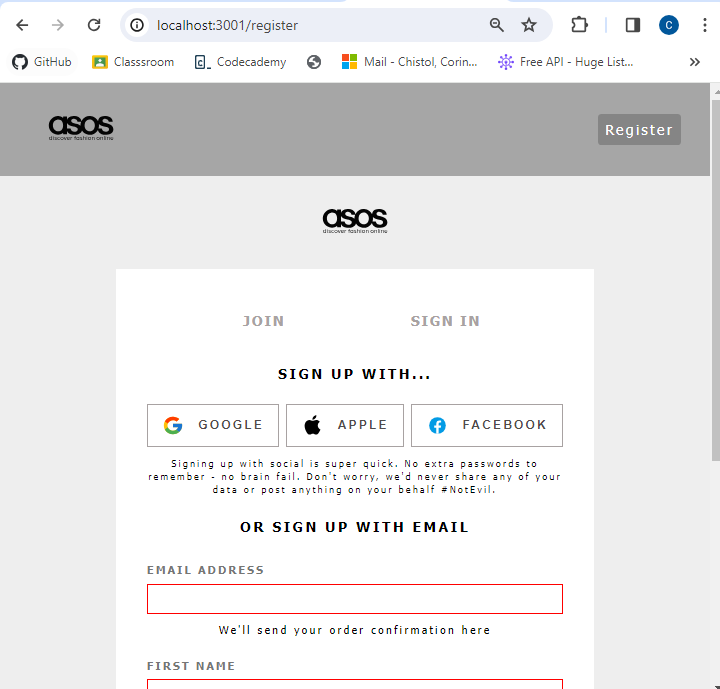 localhost:3001/register
C
GitHub
Classsroom
Codecademy
Mail - Chistol, Corin...
Free API - Huge List...
asos
discover fashion online
Register
asos
discover fashion online
JOIN
SIGN IN
SIGN UP WITH...
GOOGLE
APPLE
FACEBOOK
Signing up with social is super quick. No extra passwords to
remember - no brain fail. Don't worry, we'd never share any of your
data or post anything on your behalf #NotEvil.
OR SIGN UP WITH EMAIL
EMAIL ADDRESS
We'll send your order confirmation here
FIRST NAME